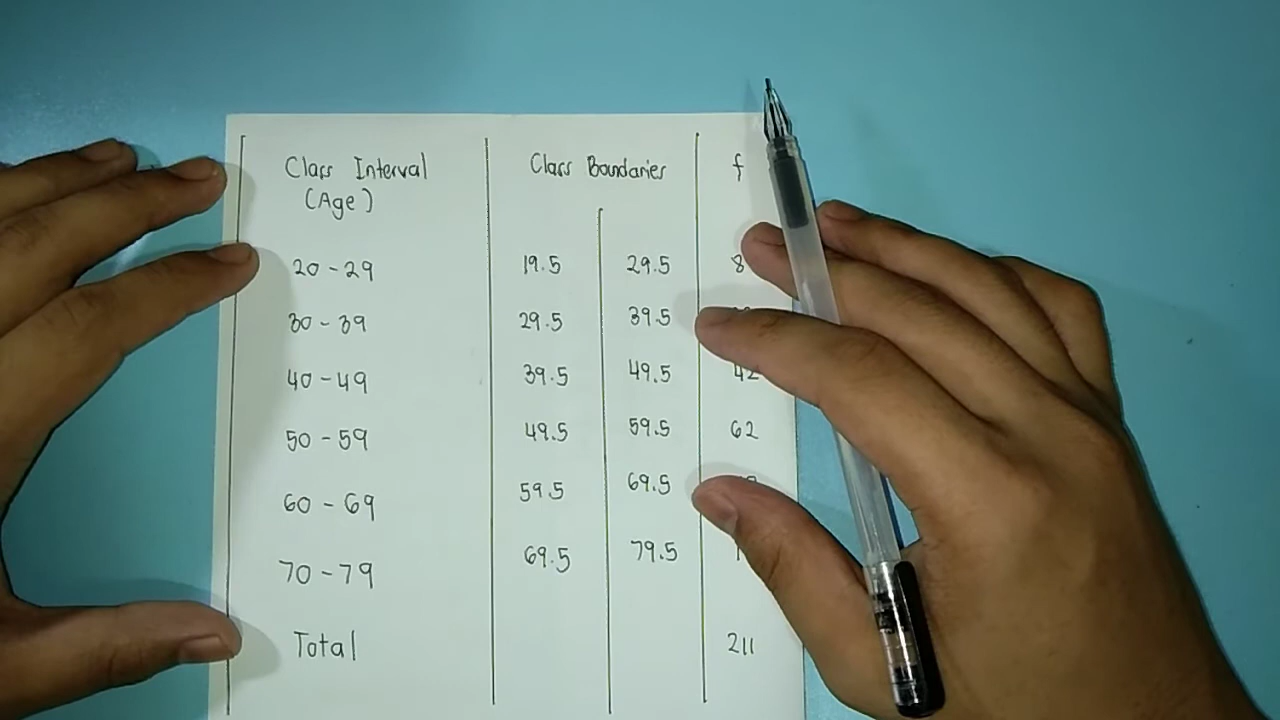 Class Interval Class Boundaries f
(Age)
20 - 29 19.5 29.5 8
30 - 39 29.5 39.5
40 - 49 39.5 49.5 42
50 - 59 49.5 59.5 62
60 - 69 59.5 69.5
70 - 79 69.5 79.5
Total 211